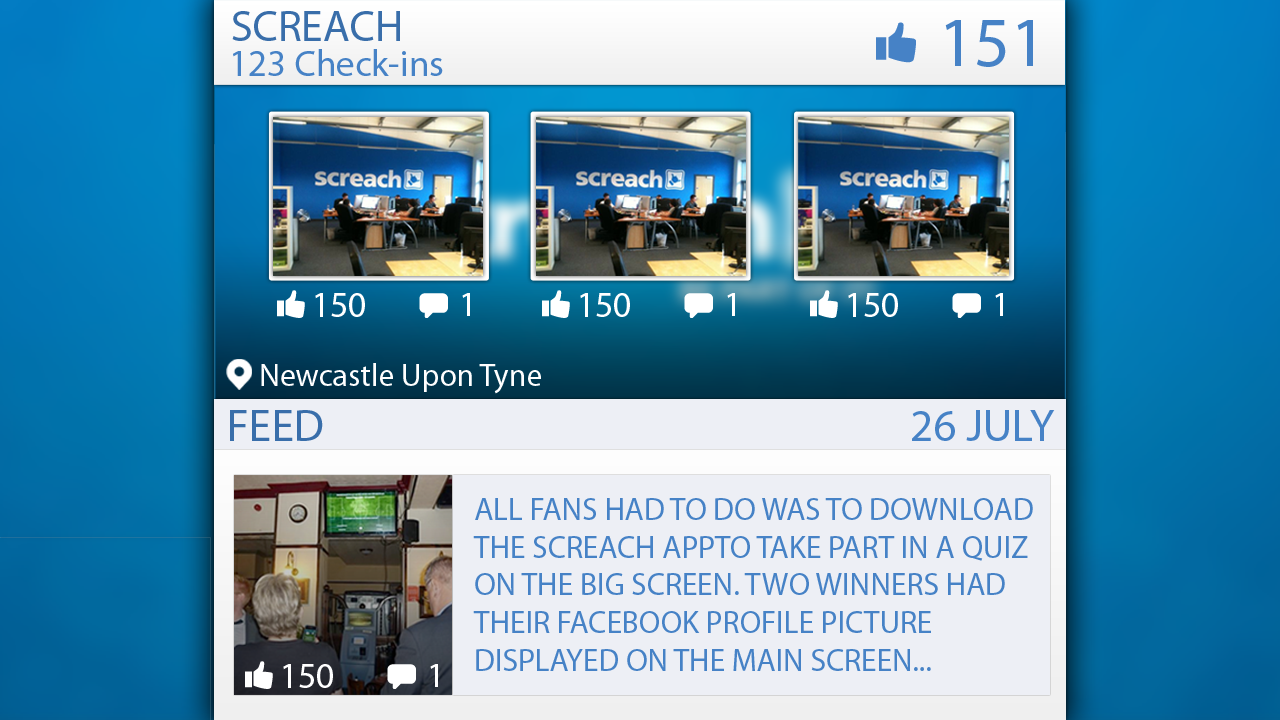 SCREACH
123 Check-ins
151
screach
screach
screach
150 1
150 1
150 1
Newcastle Upon Tyne
FEED
26 JULY
ALL FANS HAD TO DO WAS TO DOWNLOAD
THE SCREACH APPTO TAKE PART IN A QUIZ
ON THE BIG SCREEN. TWO WINNERS HAD
THEIR FACEBOOK PROFILE PICTURE
DISPLAYED ON THE MAIN SCREEN...
150 1